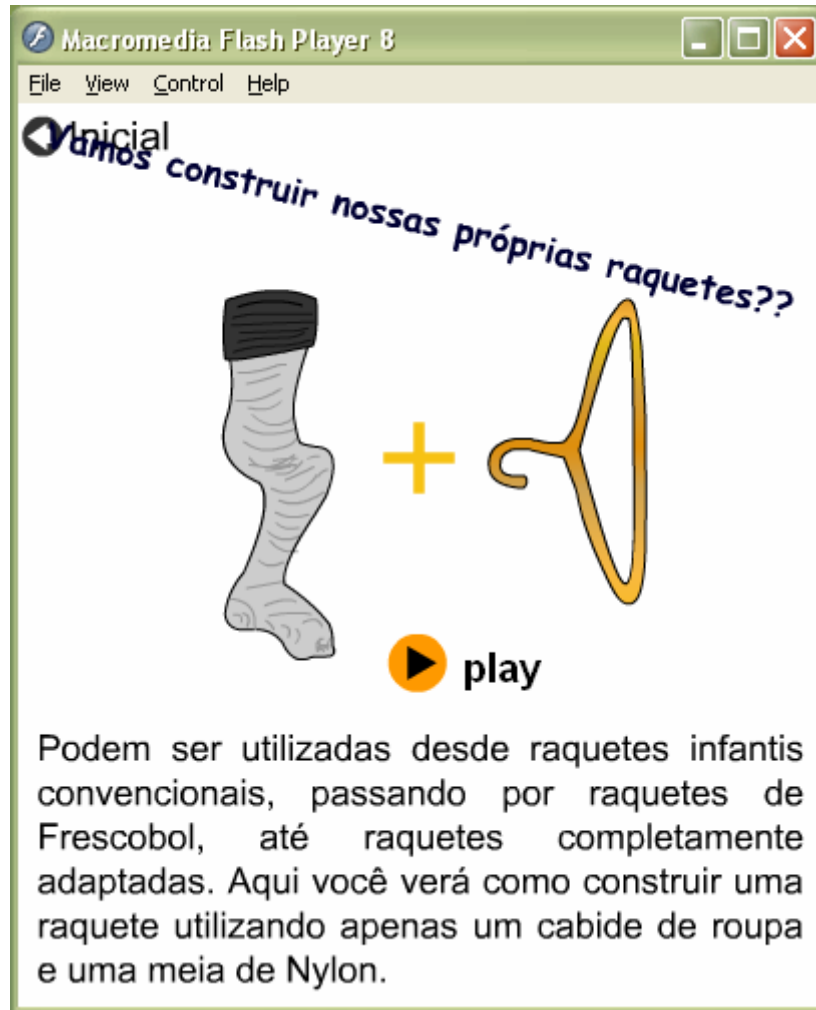 Macromedia Flash Player 8
File View Control Help
Inicial
Vamos construir nossas próprias raquetes??
play
Podem ser utilizadas desde raquetes infantis
convencionais, passando por raquetes de
Frescobol, até raquetes completamente
adaptadas. Aqui você verá como construir uma
raquete utilizando apenas um cabide de roupa
e uma meia de Nylon.